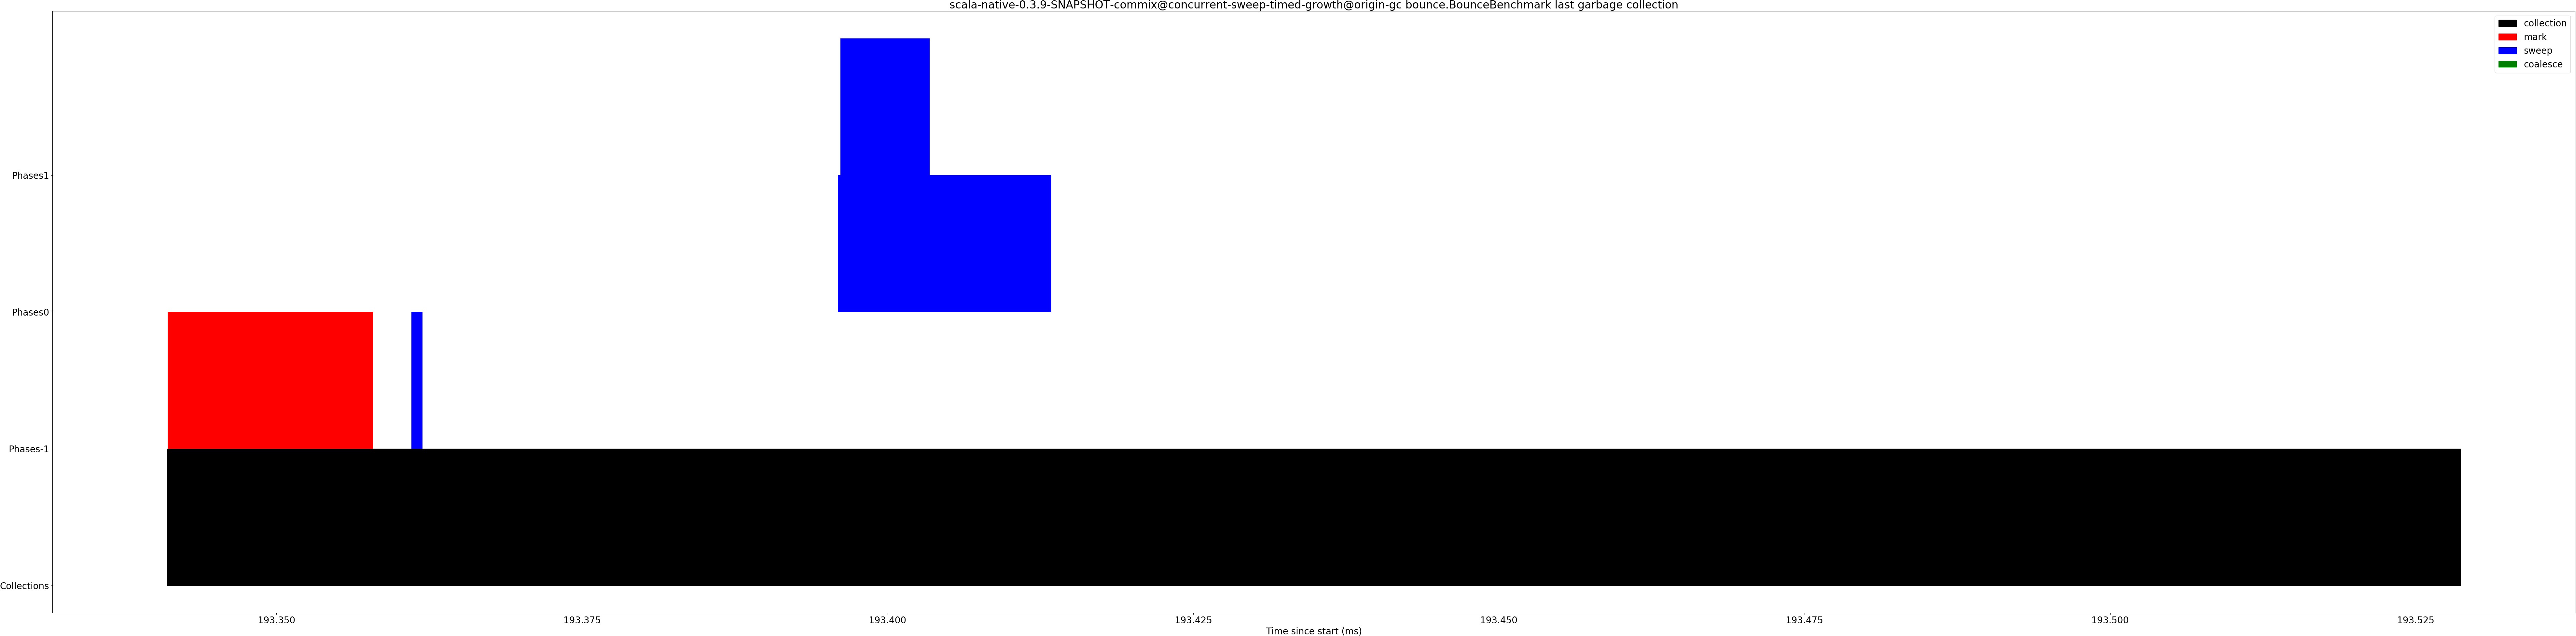 scala-native-0.3.9-SNAPSHOT-commix@concurrent-sweep-timed-growth@origin-gc bounce.BounceBenchmark last garbage collection
collection
mark
sweep
coalesce
Phases1
Phases0
Phases-1
Collections
193.350 193.375 193.400 193.425 193.450 193.475 193.500 193.525
Time since start (ms)